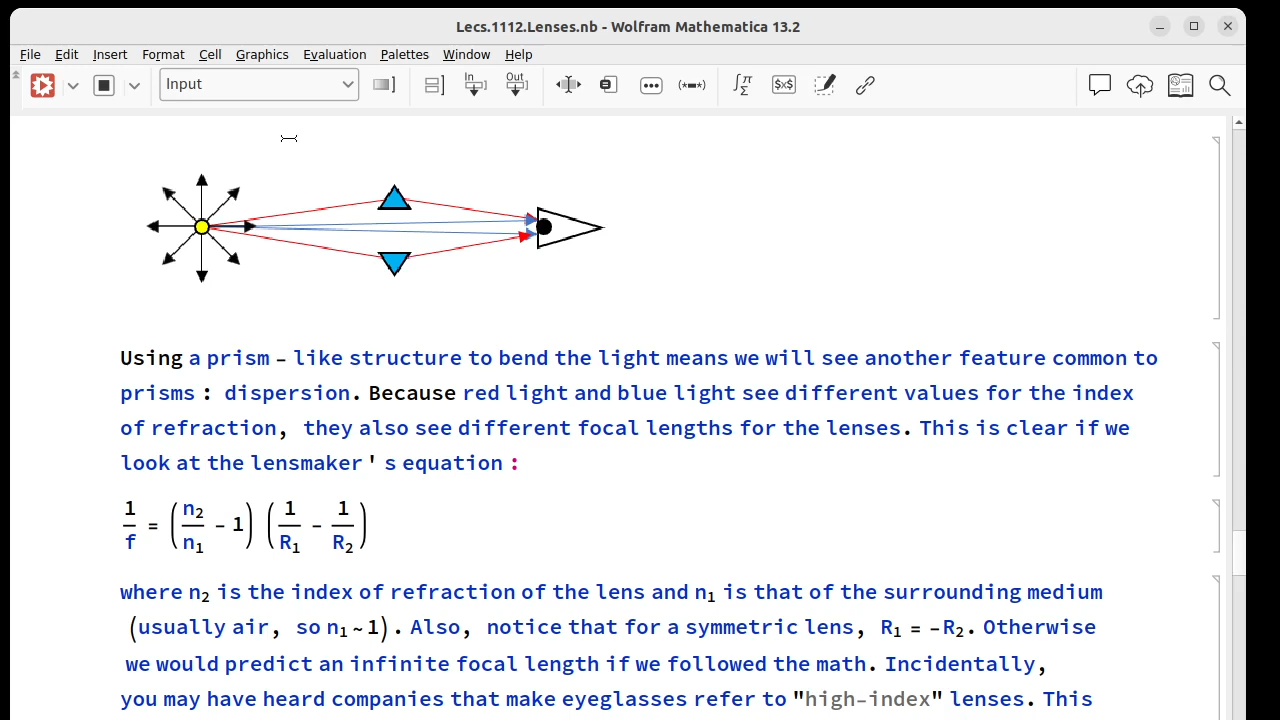 Lecs.1112.Lenses.nb - Wolfram Mathematica 13.2
File Edit Insert Format Cell Graphics Evaluation Palettes Window Help
Input In Out ∫π Σ $x$
Using a prism – like structure to bend the light means we will see another feature common to
prisms : dispersion. Because red light and blue light see different values for the index
of refraction, they also see different focal lengths for the lenses. This is clear if we
look at the lensmaker ' s equation :
1/f = (n₂/n₁ - 1) (1/R₁ - 1/R₂)
where n₂ is the index of refraction of the lens and n₁ is that of the surrounding medium
(usually air, so n₁ ~ 1). Also, notice that for a symmetric lens, R₁ = -R₂. Otherwise
we would predict an infinite focal length if we followed the math. Incidentally,
you may have heard companies that make eyeglasses refer to "high-index" lenses. This